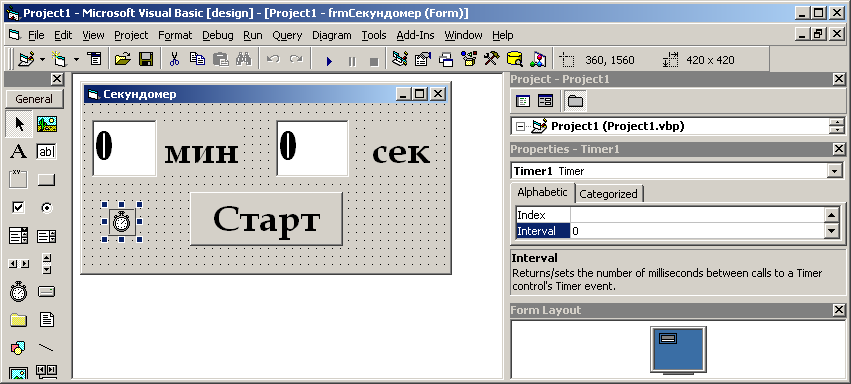 Project1 - Microsoft Visual Basic [design] - [Project1 - frmСекундомер (Form)]
File Edit View Project Format Debug Run Query Diagram Tools Add-Ins Window Help
360, 1560 420 x 420
General
A
ab
xv
Секундомер
0 мин 0 сек
Старт
Project - Project1
Project1 (Project1.vbp)
Properties - Timer1
Timer1 Timer
Alphabetic Categorized
Index
Interval 0
Interval
Returns/sets the number of milliseconds between calls to a Timer
control's Timer event.
Form Layout